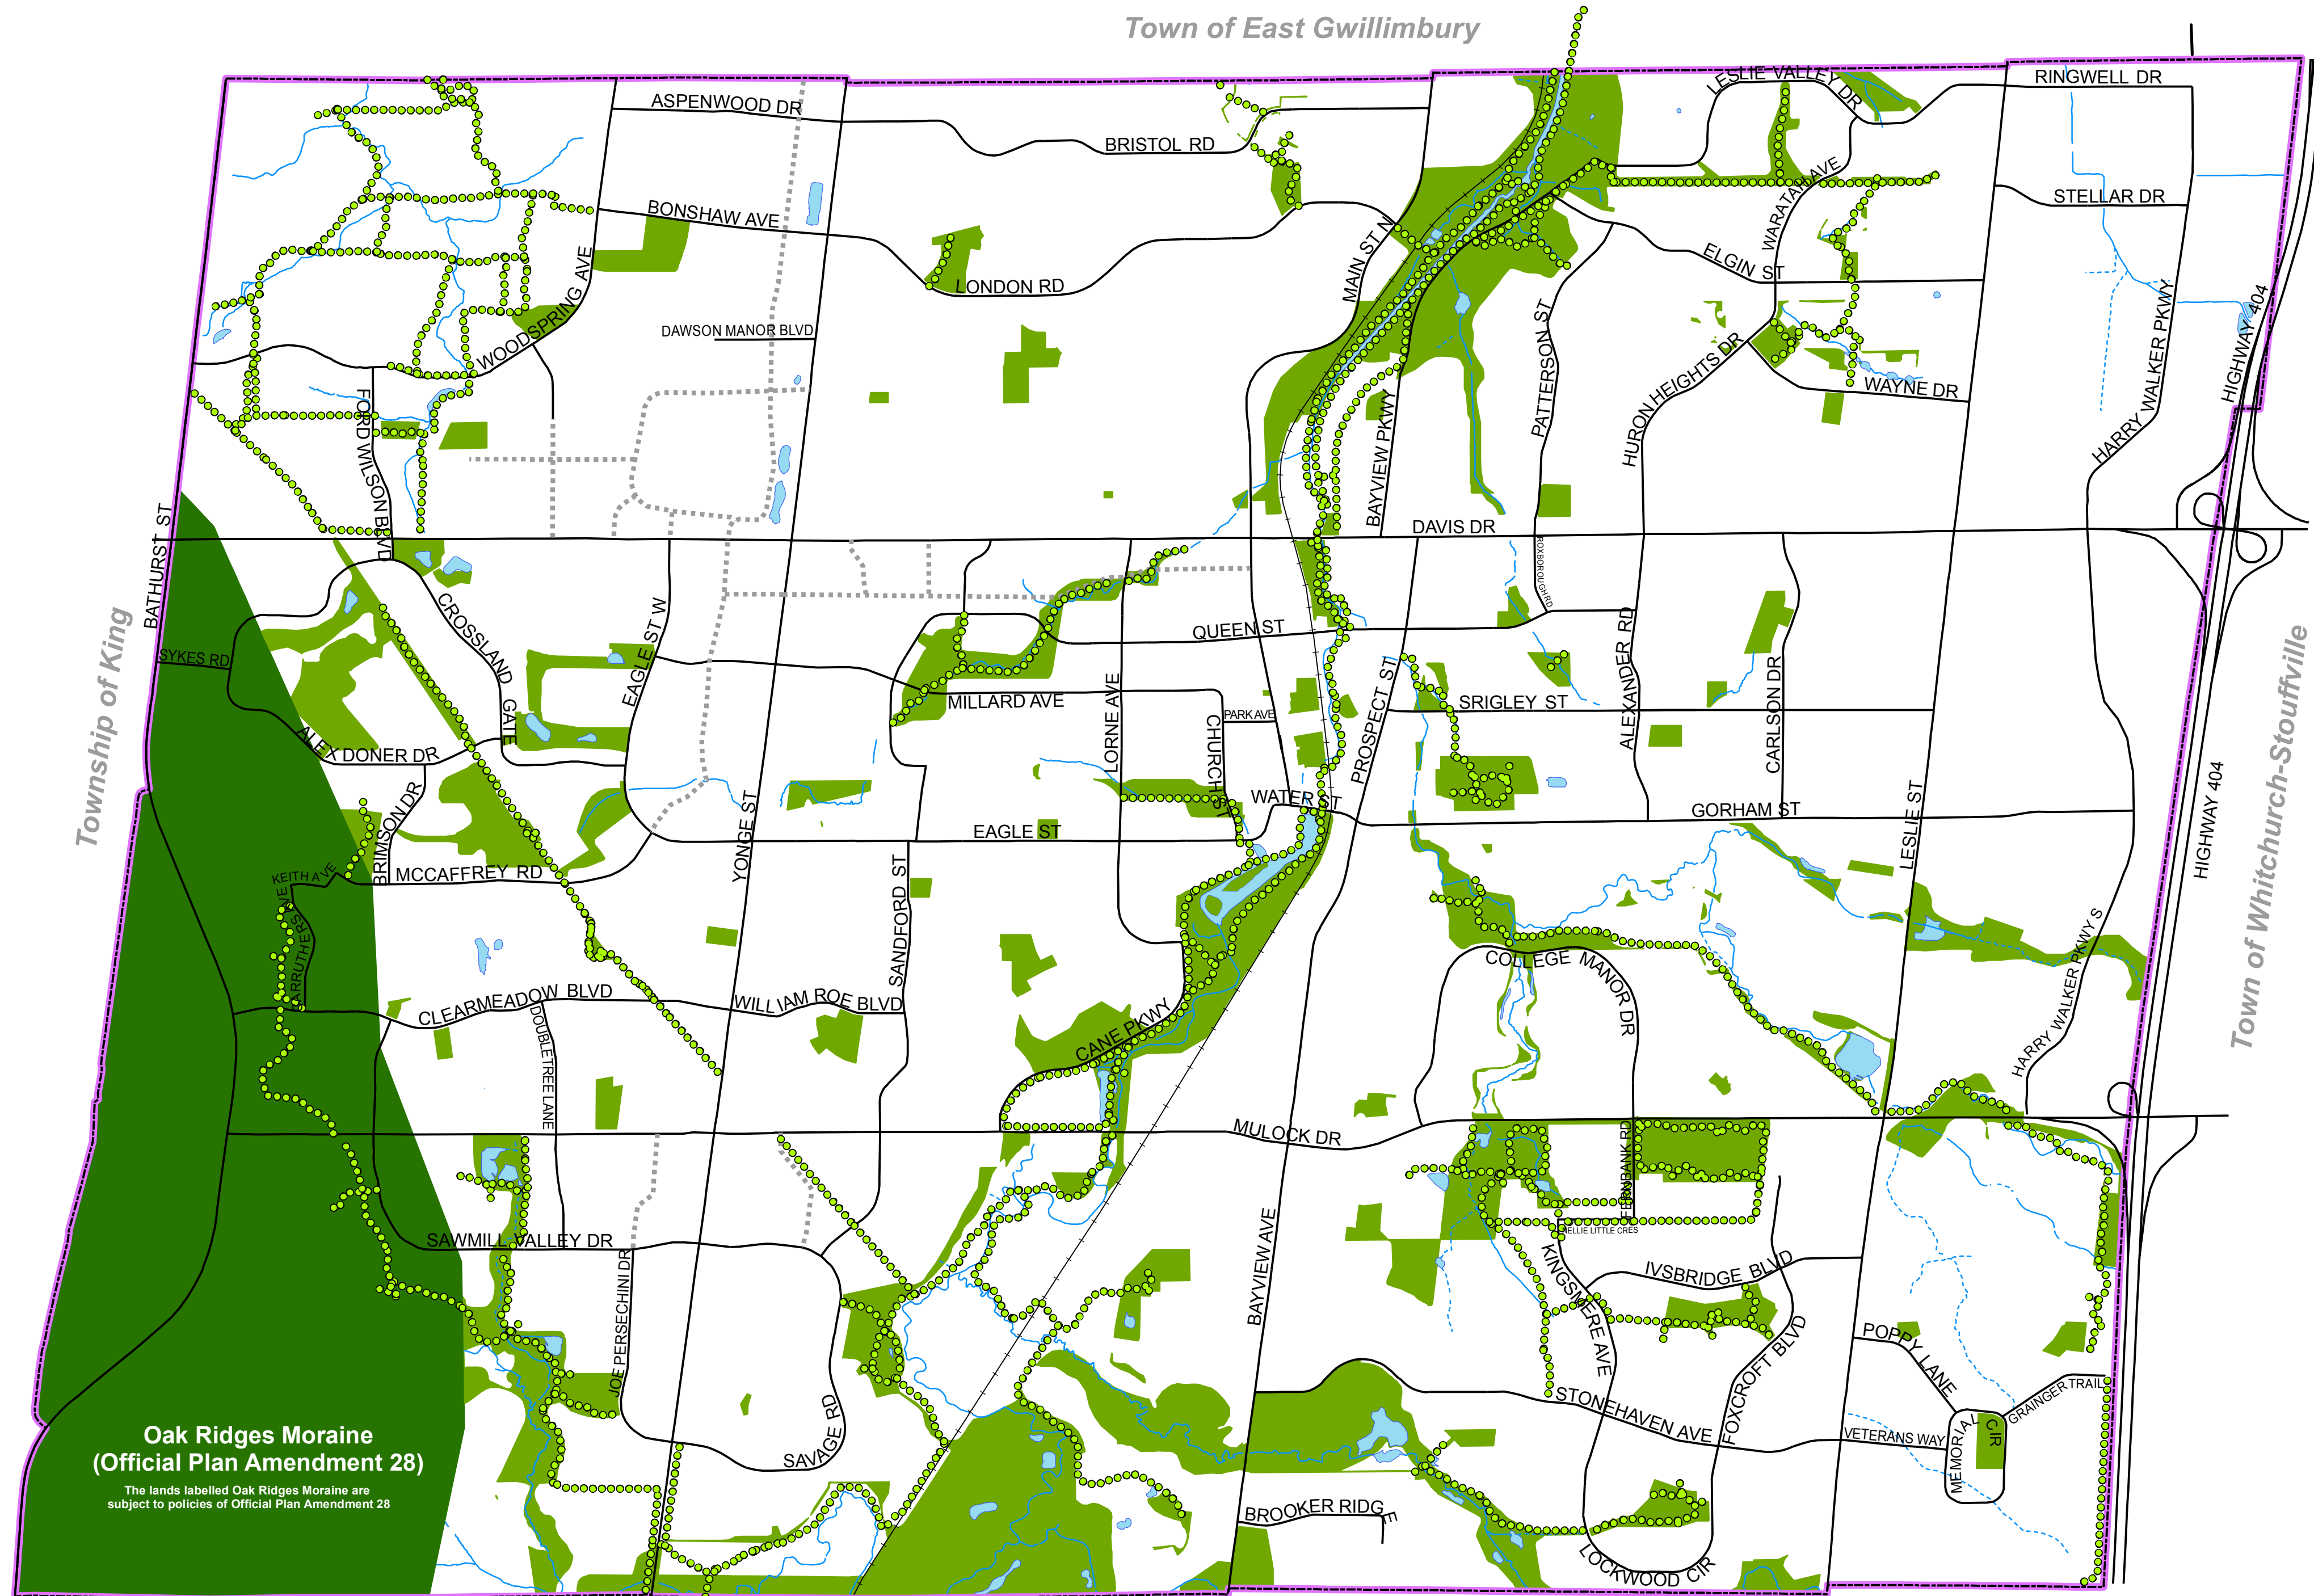 Town of East Gwillimbury
LESLIE VALLEY DR
RINGWELL DR
ASPENWOOD DR
BRISTOL RD
WARATAH AVE
STELLAR DR
BONSHAW AVE
MAIN ST N
ELGIN ST
LONDON RD
WOODSPRING AVE
DAWSON MANOR BLVD
PATTERSON ST
HURON HEIGHTS DR
HARRY WALKER PKWY
HIGHWAY 404
WAYNE DR
FORD WILSON BLVD
BAYVIEW PKWY
DAVIS DR
BATHURST ST
ROXBOROUGH RD
Township of King
CROSSLAND GATE
EAGLE ST W
QUEEN ST
ALEXANDER RD
SYKES RD
MILLARD AVE
LORNE AVE
PARK AVE
CHURCH ST
PROSPECT ST
SRIGLEY ST
CARLSON DR
Town of Whitchurch-Stouffville
ALEX DONER DR
BRIMSON DR
YONGE ST
WATER ST
GORHAM ST
LESLIE ST
HIGHWAY 404
EAGLE ST
KEITH AVE
MCCAFFREY RD
SANDFORD ST
CARRUTHERS AVE
COLLEGE MANOR DR
HARRY WALKER PKWY S
CLEARMEADOW BLVD
WILLIAM ROE BLVD
DOUBLETREE LANE
CANE PKWY
MULOCK DR
FERNBANK RD
NELLIE LITTLE CRES
SAWMILL VALLEY DR
JOE PERSECHINI DR
BAYVIEW AVE
KINGSMERE AVE
IVSBRIDGE BLVD
POPPY LANE
FOXCROFT BLVD
GRAINGER TRAIL
STONEHAVEN AVE
VETERANS WAY
MEMORIAL CIR
SAVAGE RD
Oak Ridges Moraine
(Official Plan Amendment 28)
The lands labelled Oak Ridges Moraine are
subject to policies of Official Plan Amendment 28
BROOKER RIDGE
LOCKWOOD CIR